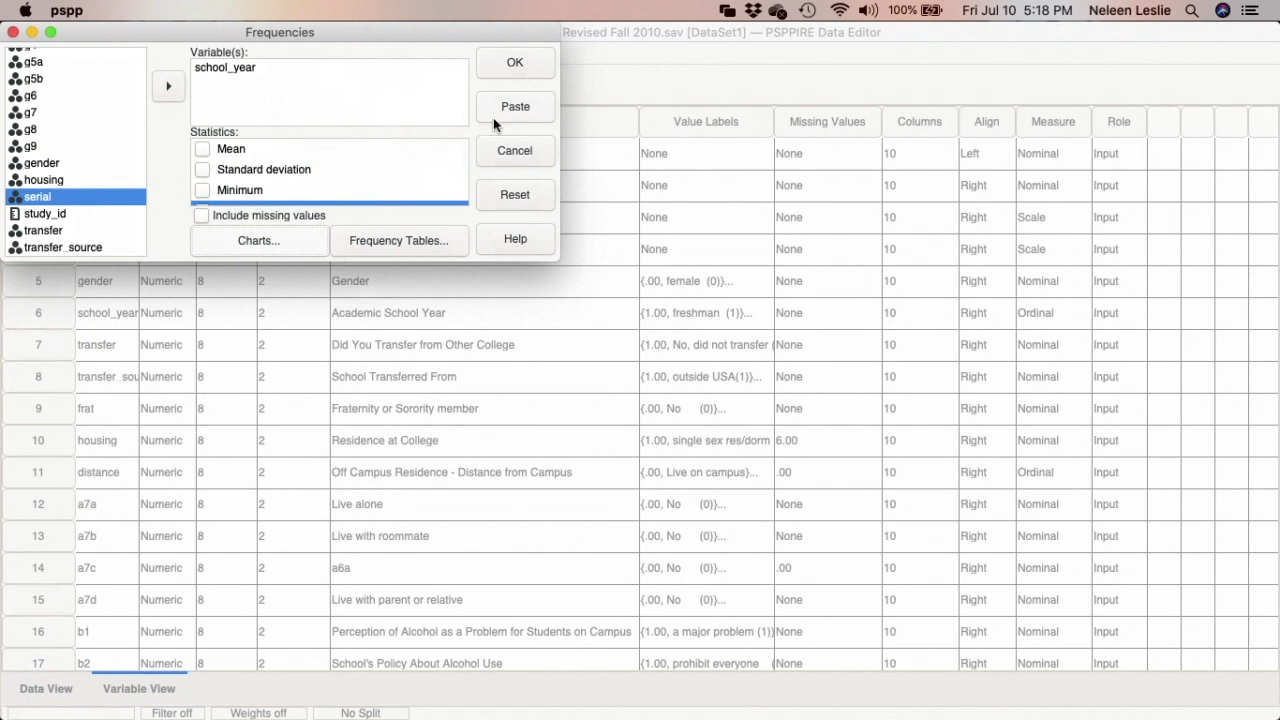 pspp
100%
Fri Jul 10 5:18 PM
Neleen Leslie
Frequencies
Revised Fall 2010.sav [DataSet1] — PSPPIRE Data Editor
g5a
g5b
g6
g7
g8
g9
gender
housing
serial
study_id
transfer
transfer_source
Variable(s):
school_year
Statistics:
Mean
Standard deviation
Minimum
Include missing values
Charts...
Frequency Tables...
OK
Paste
Cancel
Reset
Help
Value Labels Missing Values Columns Align Measure Role
None None 10 Left Nominal Input
None None 10 Right Nominal Input
None None 10 Right Scale Input
None None 10 Right Scale Input
5 gender Numeric 8 2 Gender {.00, female (0)}... None 10 Right Nominal Input
6 school_year Numeric 8 2 Academic School Year {1.00, freshman (1)}... None 10 Right Ordinal Input
7 transfer Numeric 8 2 Did You Transfer from Other College {1.00, No, did not transfer ( None 10 Right Nominal Input
8 transfer_sou Numeric 8 2 School Transferred From {1.00, outside USA(1)}... None 10 Right Nominal Input
9 frat Numeric 8 2 Fraternity or Sorority member {.00, No (0)}... None 10 Right Nominal Input
10 housing Numeric 8 2 Residence at College {1.00, single sex res/dorm 6.00 10 Right Nominal Input
11 distance Numeric 8 2 Off Campus Residence - Distance from Campus {.00, Live on campus}... .00 10 Right Ordinal Input
12 a7a Numeric 8 2 Live alone {.00, No (0)}... None 10 Right Nominal Input
13 a7b Numeric 8 2 Live with roommate {.00, No (0)}... None 10 Right Nominal Input
14 a7c Numeric 8 2 a6a {.00, No (0)}... .00 10 Right Nominal Input
15 a7d Numeric 8 2 Live with parent or relative {.00, No (0)}... None 10 Right Nominal Input
16 b1 Numeric 8 2 Perception of Alcohol as a Problem for Students on Campus {1.00, a major problem (1)} None 10 Right Nominal Input
17 b2 Numeric 8 2 School's Policy About Alcohol Use {1.00, prohibit everyone ( None 10 Right Nominal Input
Data View Variable View
Filter off Weights off No Split